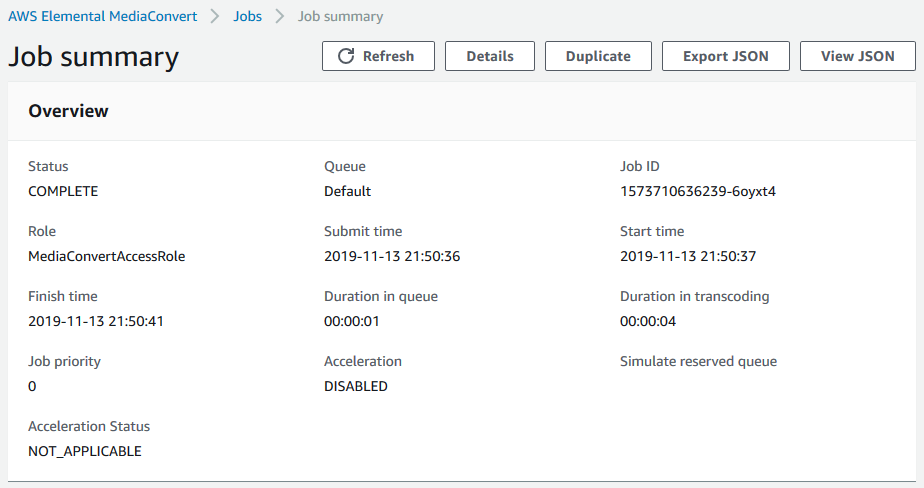 AWS Elemental MediaConvert > Jobs > Job summary
Job summary Refresh Details Duplicate Export JSON View JSON
Overview
Status Queue Job ID
COMPLETE Default 1573710636239-6oyxt4
Role Submit time Start time
MediaConvertAccessRole 2019-11-13 21:50:36 2019-11-13 21:50:37
Finish time Duration in queue Duration in transcoding
2019-11-13 21:50:41 00:00:01 00:00:04
Job priority Acceleration Simulate reserved queue
0 DISABLED
Acceleration Status
NOT_APPLICABLE